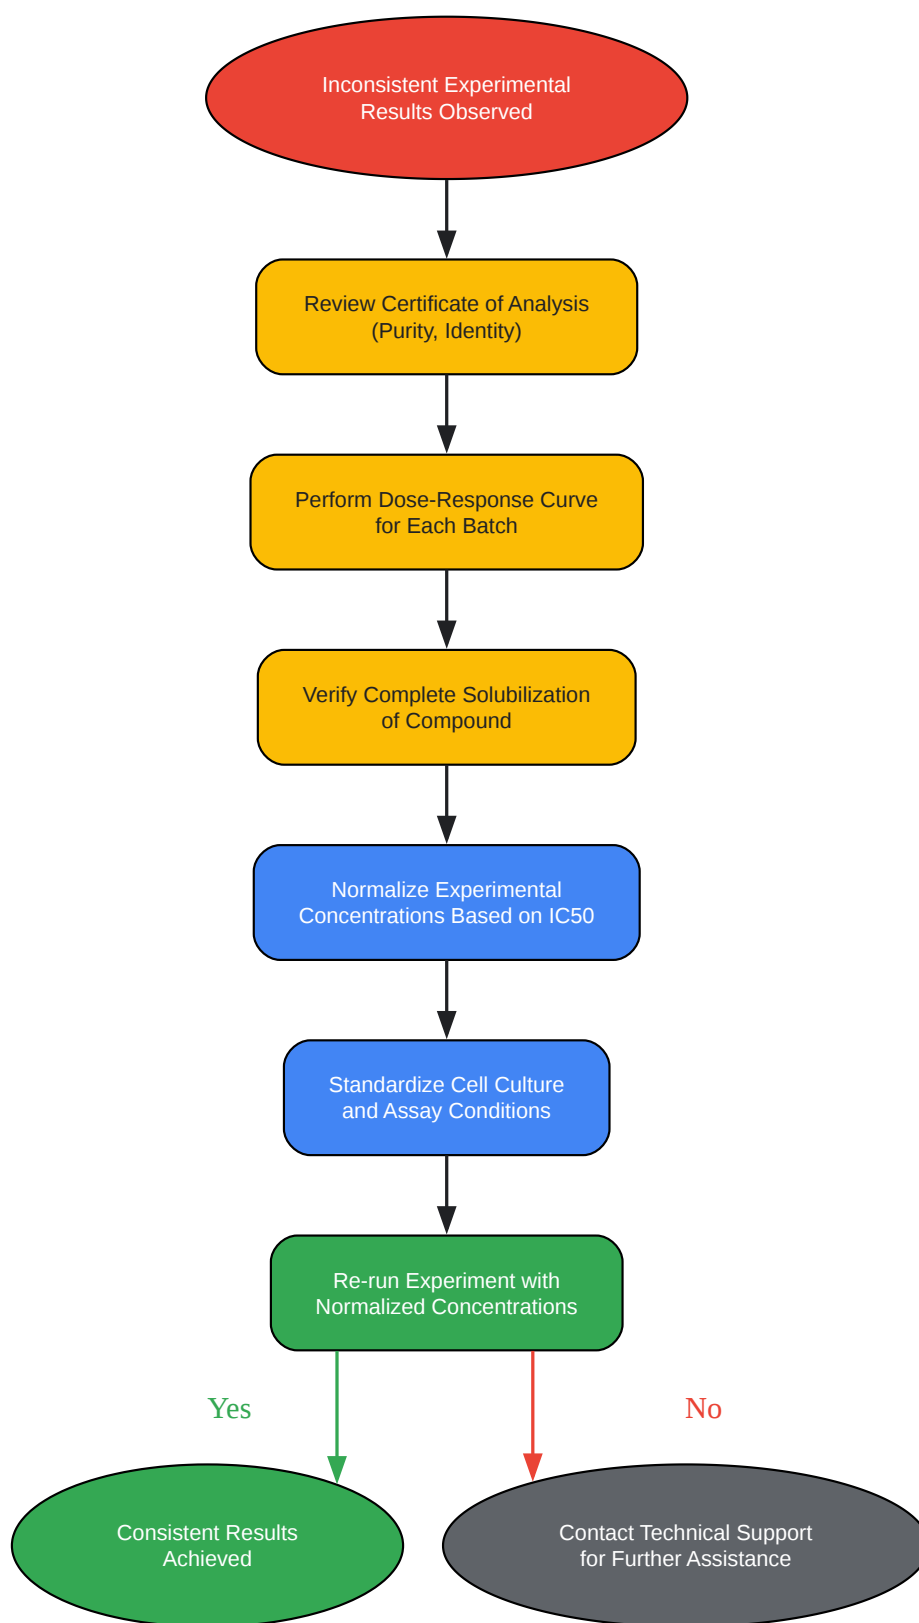 Inconsistent Experimental
Results Observed
Review Certificate of Analysis
(Purity, Identity)
Perform Dose-Response Curve
for Each Batch
Verify Complete Solubilization
of Compound
Normalize Experimental
Concentrations Based on IC50
Standardize Cell Culture
and Assay Conditions
Re-run Experiment with
Normalized Concentrations
Yes
No
Consistent Results
Achieved
Contact Technical Support
for Further Assistance